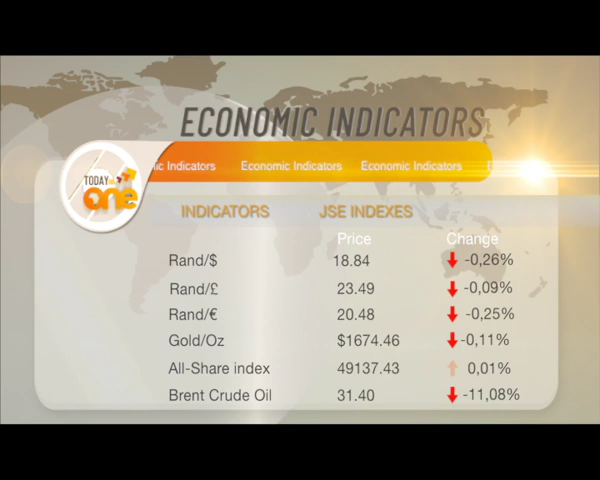 ECONOMIC INDICATORS
ic Indicators Economic Indicators Economic Indicators
TODAY
one
INDICATORS JSE INDEXES
Price Change
Rand/$ 18.84 -0,26%
Rand/£ 23.49 -0,09%
Rand/€ 20.48 -0,25%
Gold/Oz $1674.46 -0,11%
All-Share index 49137.43 0,01%
Brent Crude Oil 31.40 -11,08%